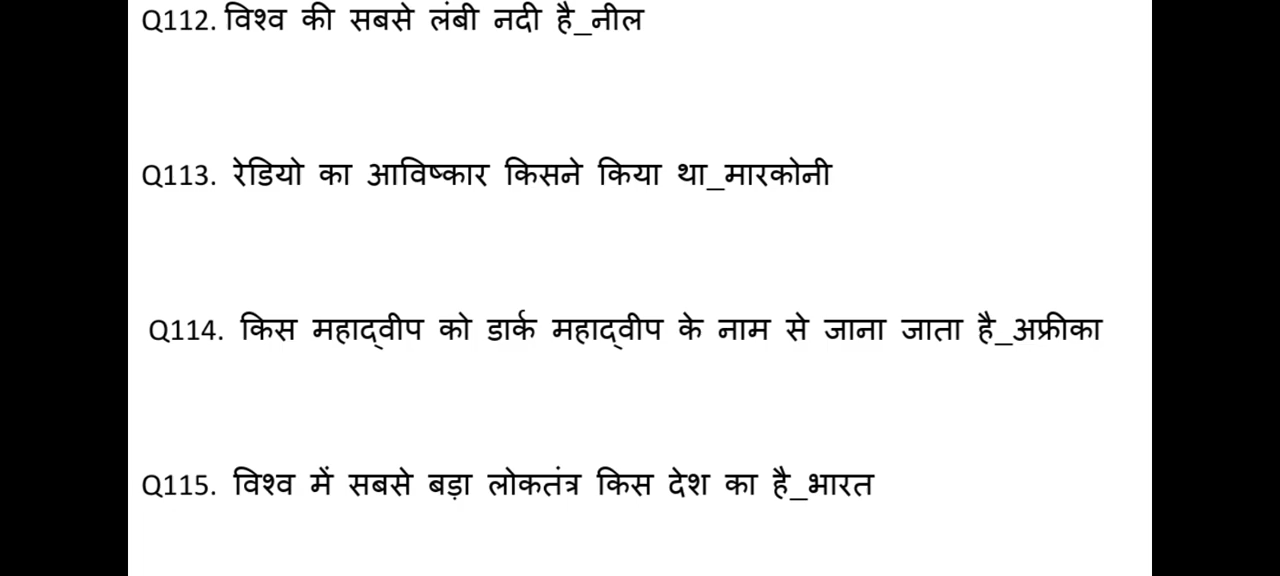 Q112. विश्व की सबसे लंबी नदी है_नील
Q113. रेडियो का आविष्कार किसने किया था_मारकोनी
Q114. किस महाद्वीप को डार्क महाद्वीप के नाम से जाना जाता है_अफ्रीका
Q115. विश्व में सबसे बड़ा लोकतंत्र किस देश का है_भारत